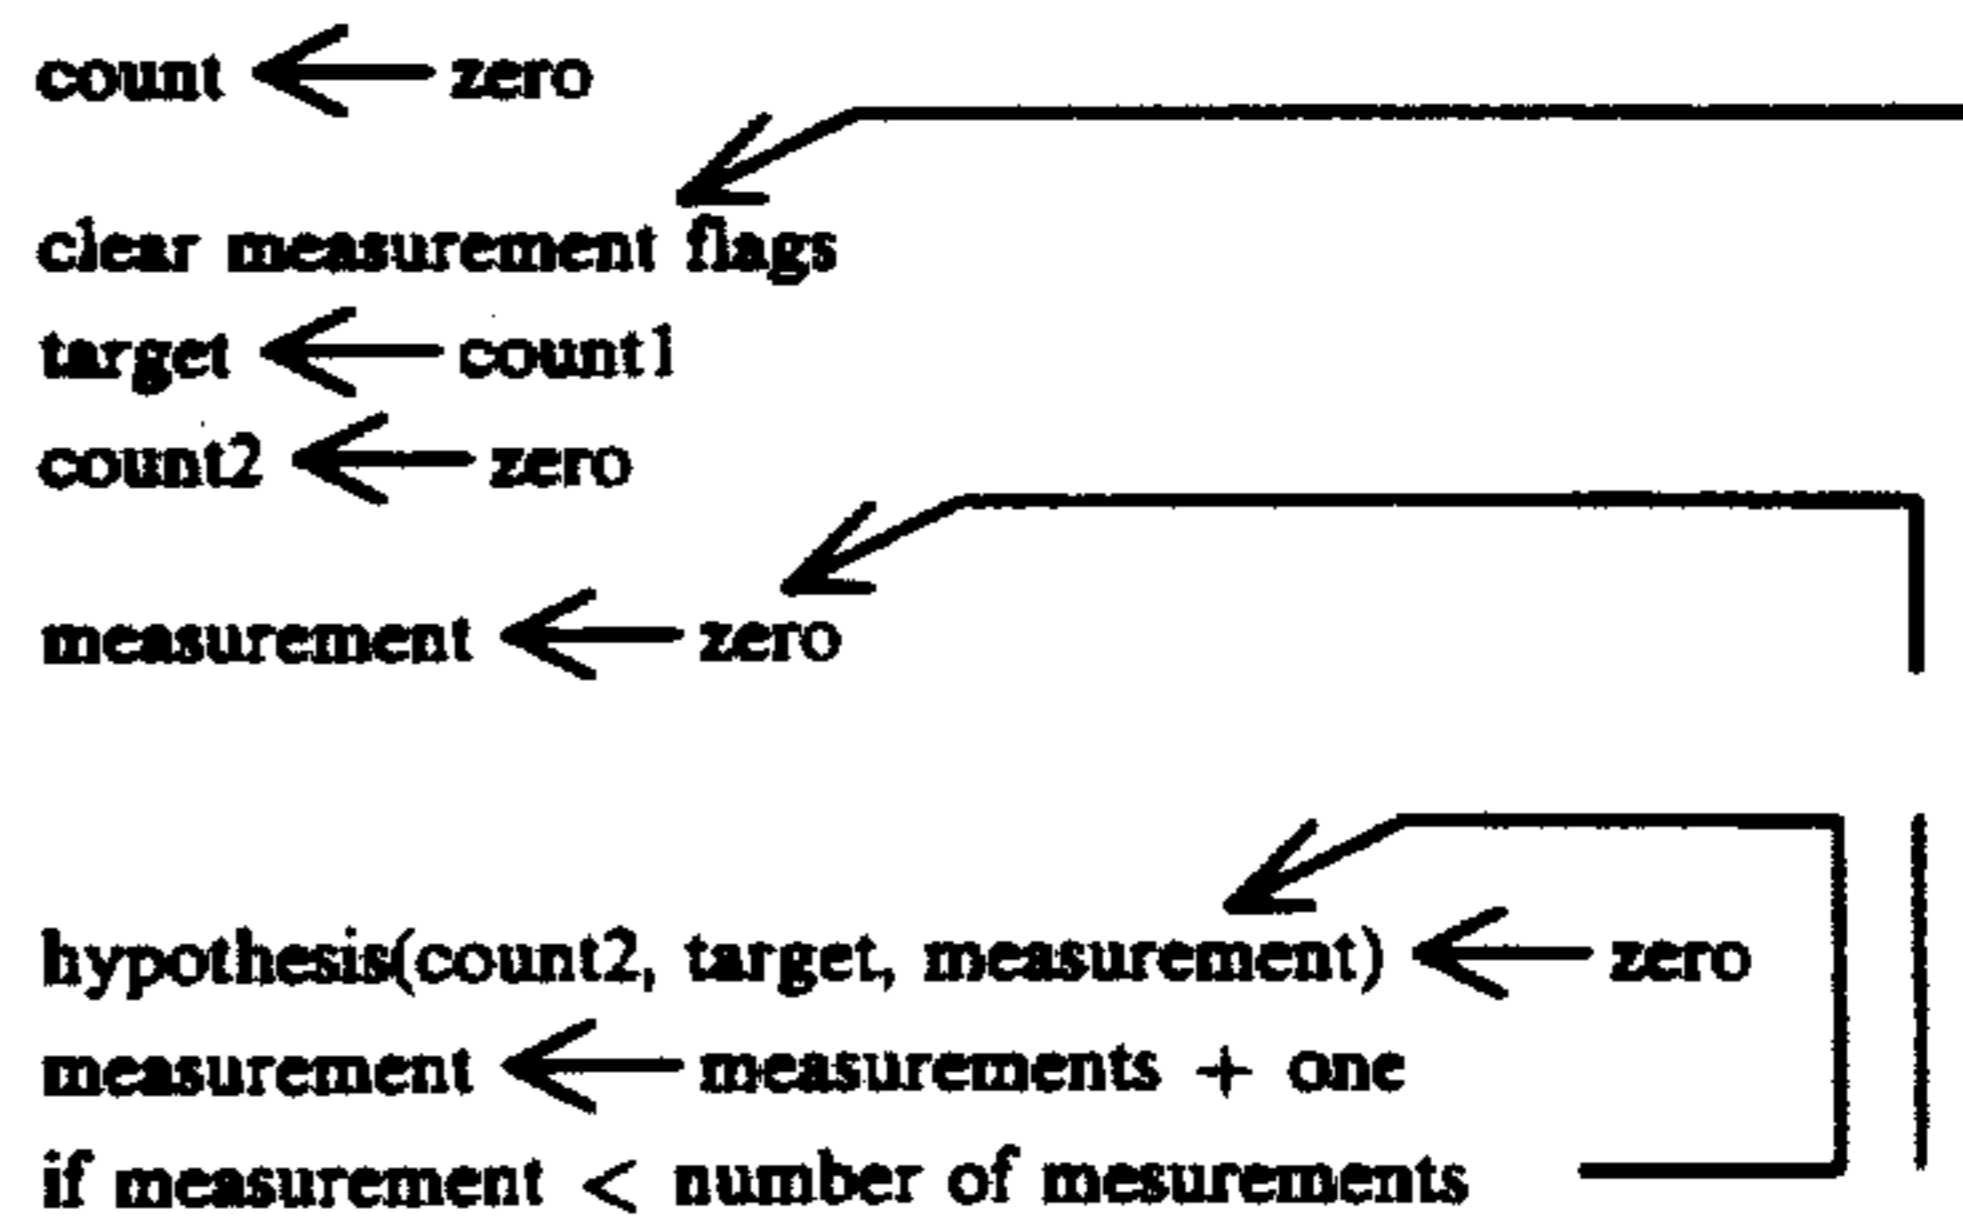 count ← zero
clear measurement flags
target ← count1
count2 ← zero
measurement ← zero
hypothesis(count2, target, measurement) ← zero
measurement ← measurements + one
if measurement < number of mesurements